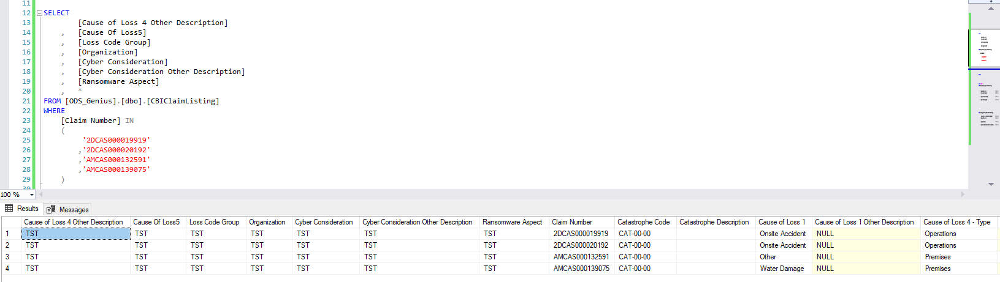 11
12 SELECT
13 [Cause of Loss 4 Other Description]
14 , [Cause Of Loss5]
15 , [Loss Code Group]
16 , [Organization]
17 , [Cyber Consideration]
18 , [Cyber Consideration Other Description]
19 , [Ransomware Aspect]
20 , *
21 FROM [ODS_Genius].[dbo].[CBIClaimListing]
22 WHERE
23 [Claim Number] IN
24 (
25 '2DCAS000019919'
26 ,'2DCAS000020192'
27 ,'AMCAS000132591'
28 ,'AMCAS000139075'
29 )
30
100 %
Results Messages
Cause of Loss 4 Other Description Cause Of Loss5 Loss Code Group Organization Cyber Consideration Cyber Consideration Other Description Ransomware Aspect Claim Number Catastrophe Code Catastrophe Description Cause of Loss 1 Cause of Loss 1 Other Description Cause of Loss 4 - Type
1 TST TST TST TST TST TST TST 2DCAS000019919 CAT-00-00 Onsite Accident NULL Operations
2 TST TST TST TST TST TST TST 2DCAS000020192 CAT-00-00 Onsite Accident NULL Operations
3 TST TST TST TST TST TST TST AMCAS000132591 CAT-00-00 Other NULL Premises
4 TST TST TST TST TST TST TST AMCAS000139075 CAT-00-00 Water Damage NULL Premises